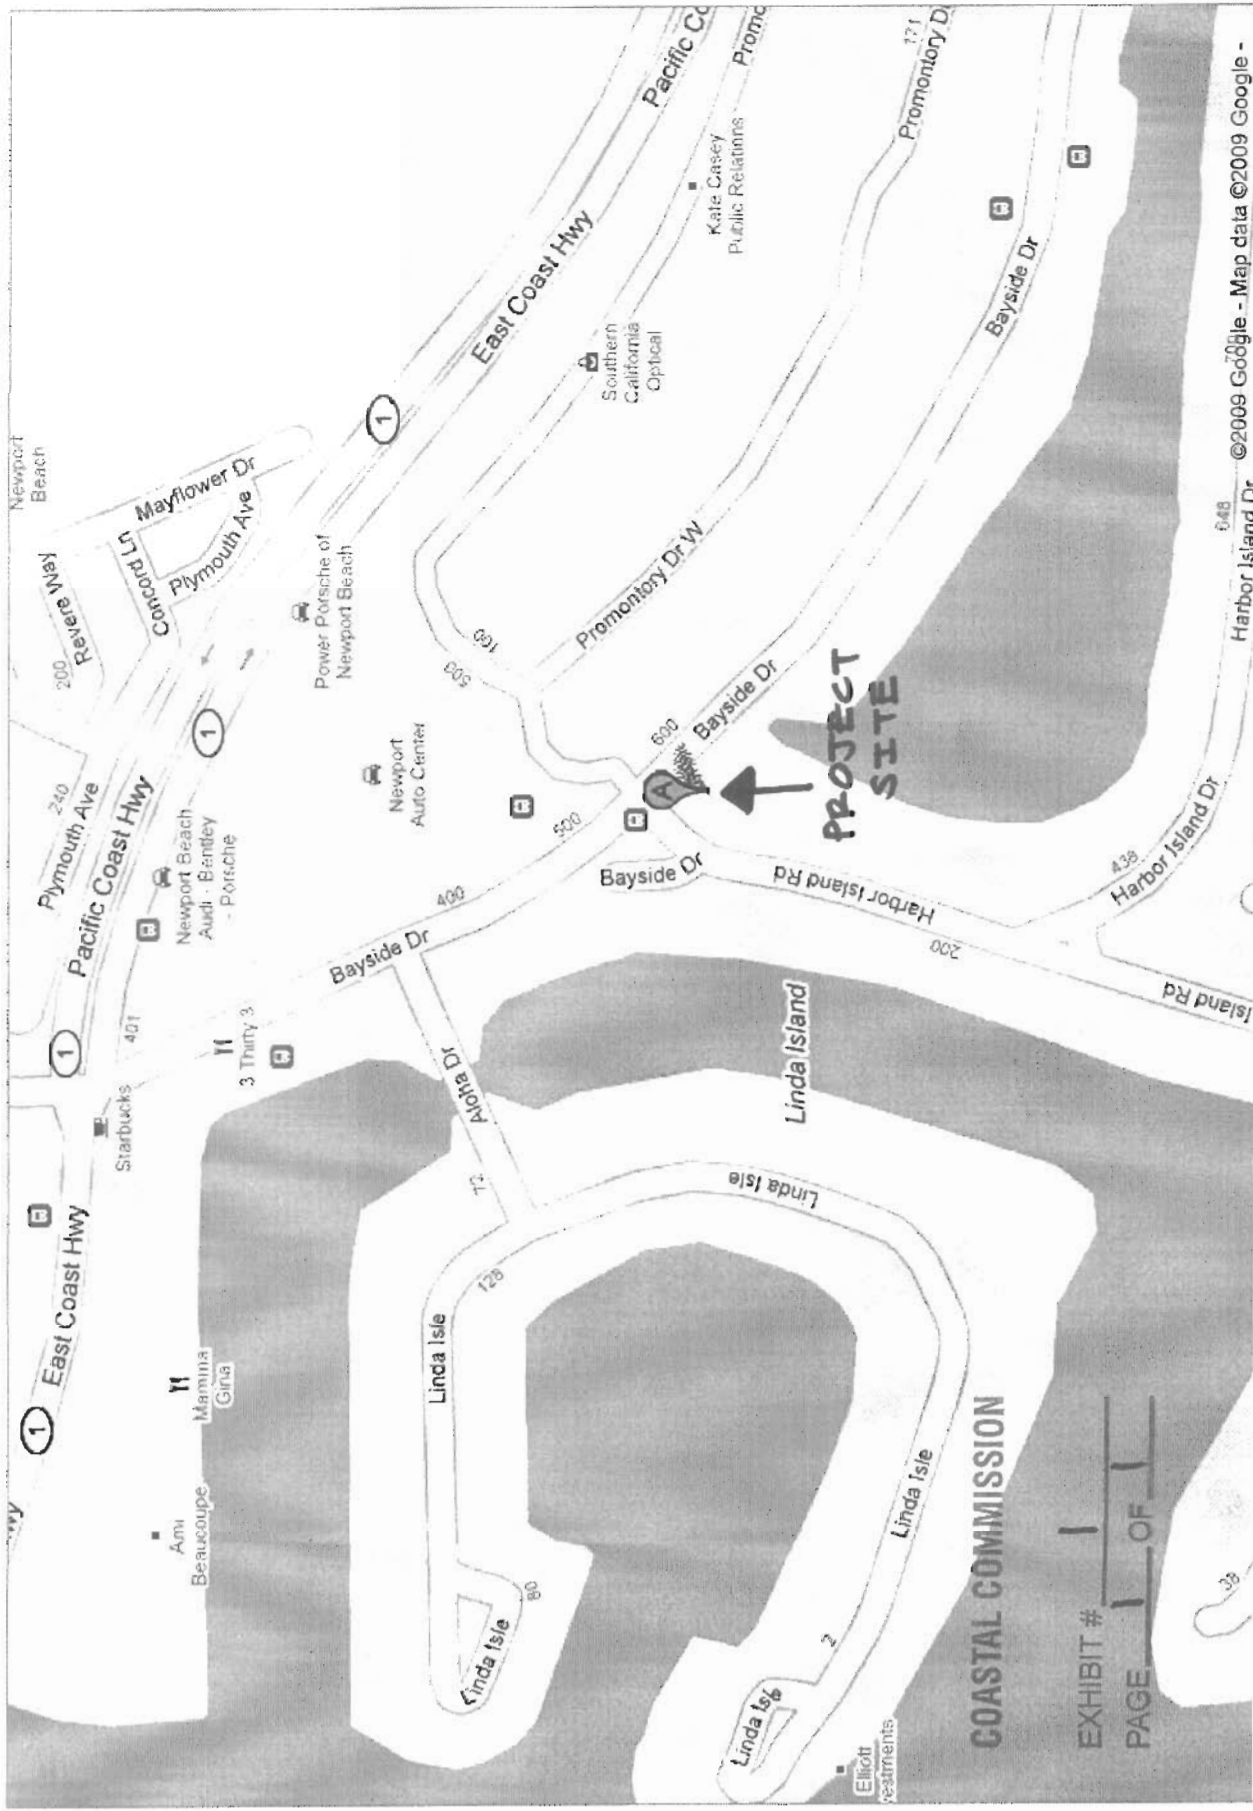 Newport
Beach
Revere Way
200
Concord Ln
Mayflower Dr
Plymouth Ave
240
Plymouth Ave
Pacific Coast Hwy
1
1
1
1
East Coast Hwy
East Coast Hwy
Pacific Co
Promo
Power Porsche of
Newport Beach
Newport
Auto Center
Newport Beach
Audi - Bentley
- Porsche
401
Starbucks
3 Thirty 3
Mamma
Gina
Ami
Beaucoupe
Southern
California
Optical
Kate Casey
Public Relations
500
100
Promontory Dr W
Promontory D
771
Bayside Dr
400
500
Bayside Dr
600
Bayside Dr
Bayside Dr
A
PROJECT
SITE
Aloha Dr
72
128
Linda Isle
Linda Isle
Linda Isle
80
Linda Isle
Linda Isle
2
Linda Island
Harbor Island Rd
200
Island Rd
438
Harbor Island Dr
648
Harbor Island Dr
38
Elliott
vestments
COASTAL COMMISSION
EXHIBIT # 1
PAGE 1 OF 1
©2009 Google - Map data ©2009 Google -